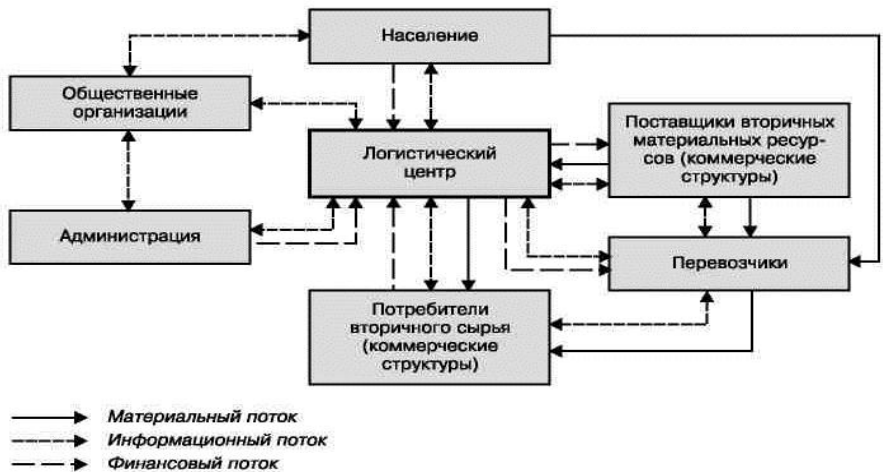 Население
Общественные
организации
Поставщики вторичных
материальных ресур-
сов (коммерческие
структуры)
Логистический
центр
Администрация
Перевозчики
Потребители
вторичного сырья
(коммерческие
структуры)
Материальный поток
Информационный поток
Финансовый поток